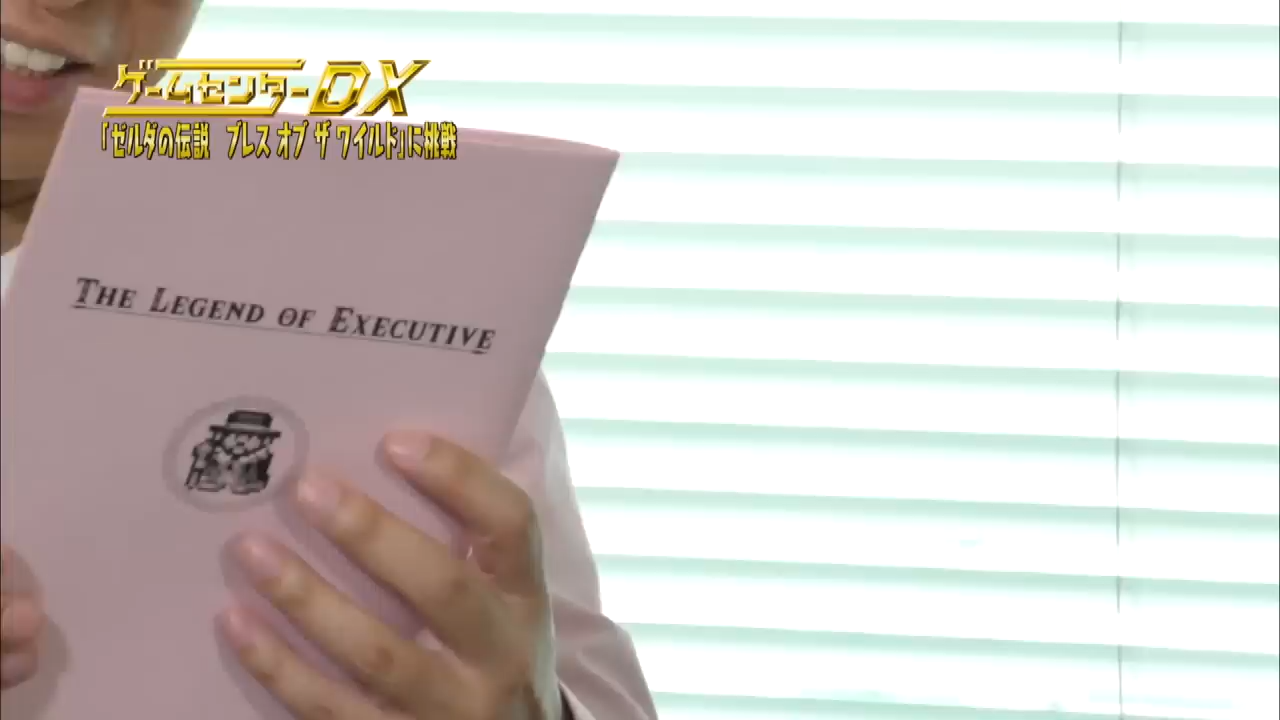 ゲームセンターDX
「ゼルダの伝説 ブレス オブ ザ ワイルド」に挑戦
THE LEGEND OF EXECUTIVE